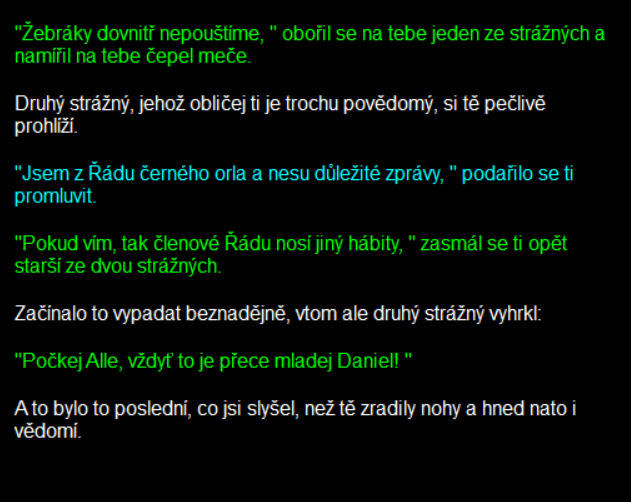 "Žebráky dovnitř nepouštíme, " obořil se na tebe jeden ze strážných a
namířil na tebe čepel meče.
Druhý strážný, jehož obličej ti je trochu povědomý, si tě pečlivě
prohlíží.
"Jsem z Řádu černého orla a nesu důležité zprávy, " podařilo se ti
promluvit.
"Pokud vím, tak členové Řádu nosí jiný hábity, " zasmál se ti opět
starší ze dvou strážných.
Začínalo to vypadat beznadějně, vtom ale druhý strážný vyhrkl:
"Počkej Alle, vždyť to je přece mladej Daniel! "
A to bylo to poslední, co jsi slyšel, než tě zradily nohy a hned nato i
vědomí.